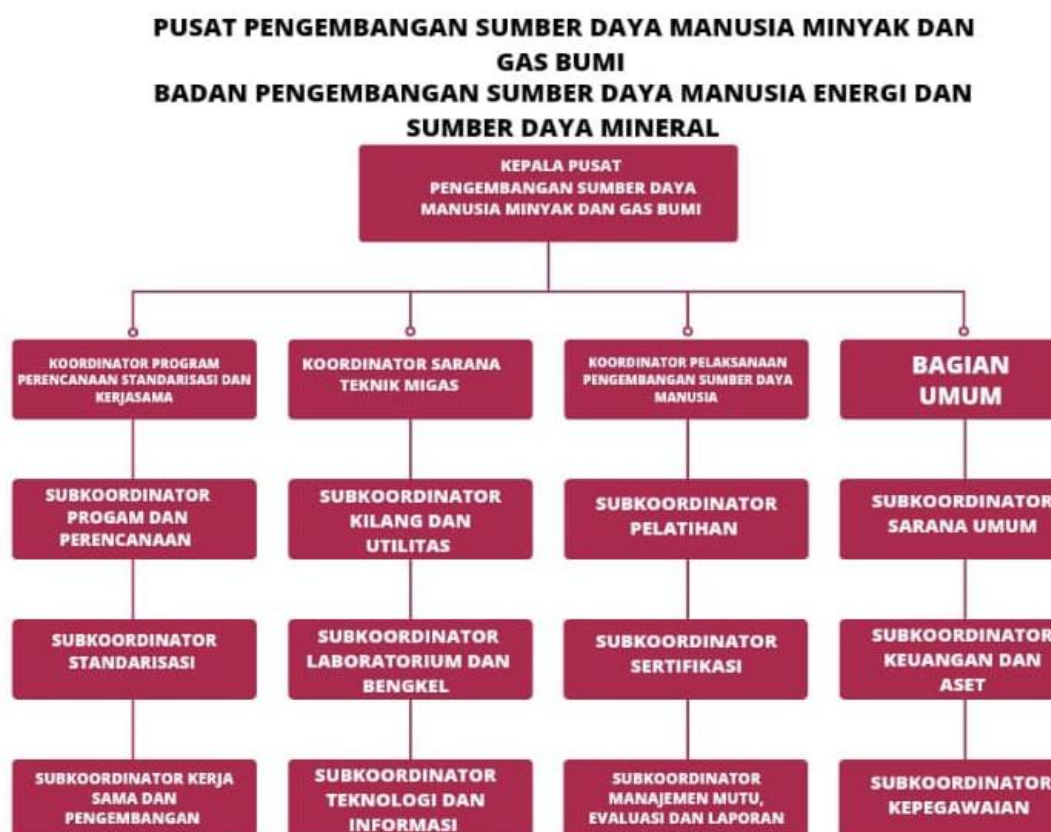 PUSAT PENGEMBANGAN SUMBER DAYA MANUSIA MINYAK DAN
GAS BUMI
BADAN PENGEMBANGAN SUMBER DAYA MANUSIA ENERGI DAN
SUMBER DAYA MINERAL
KEPALA PUSAT
PENGEMBANGAN SUMBER DAYA
MANUSIA MINYAK DAN GAS BUMI
KOORDINATOR PROGRAM
PERENCANAAN STANDARISASI DAN
KERJASAMA
KOORDINATOR SARANA
TEKNIK MIGAS
KOORDINATOR PELAKSANAAN
PENGEMBANGAN SUMBER DAYA
MANUSIA
BAGIAN
UMUM
SUBKOORDINATOR
PROGAM DAN
PERENCANAAN
SUBKOORDINATOR
KILANG DAN
UTILITAS
SUBKOORDINATOR
PELATIHAN
SUBKOORDINATOR
SARANA UMUM
SUBKOORDINATOR
STANDARISASI
SUBKOORDINATOR
LABORATORIUM DAN
BENGKEL
SUBKOORDINATOR
SERTIFIKASI
SUBKOORDINATOR
KEUANGAN DAN
ASET
SUBKOORDINATOR KERJA
SAMA DAN
PENGEMBANGAN
SUBKOORDINATOR
TEKNOLOGI DAN
INFORMASI
SUBKOORDINATOR
MANAJEMEN MUTU,
EVALUASI DAN LAPORAN
SUBKOORDINATOR
KEPEGAWAIAN